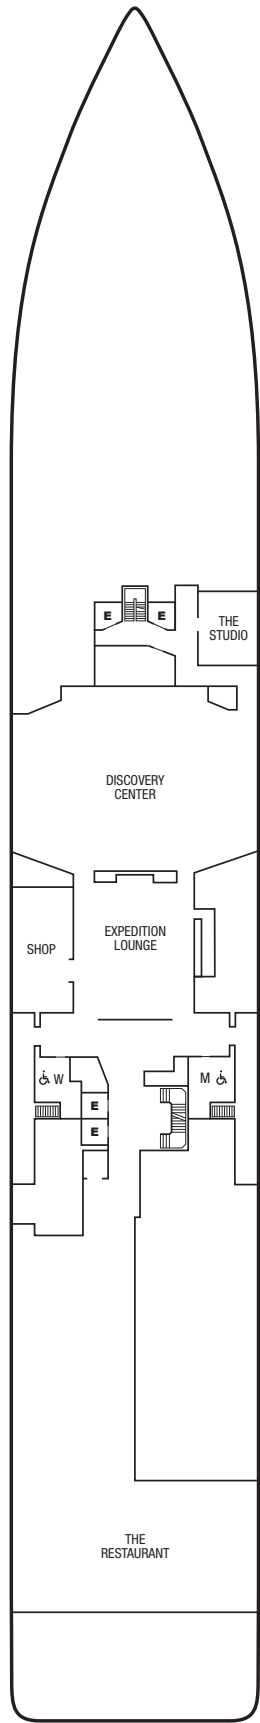 E
E
THE
STUDIO
DISCOVERY
CENTER
EXPEDITION
LOUNGE
SHOP
W
M
E
E
THE
RESTAURANT